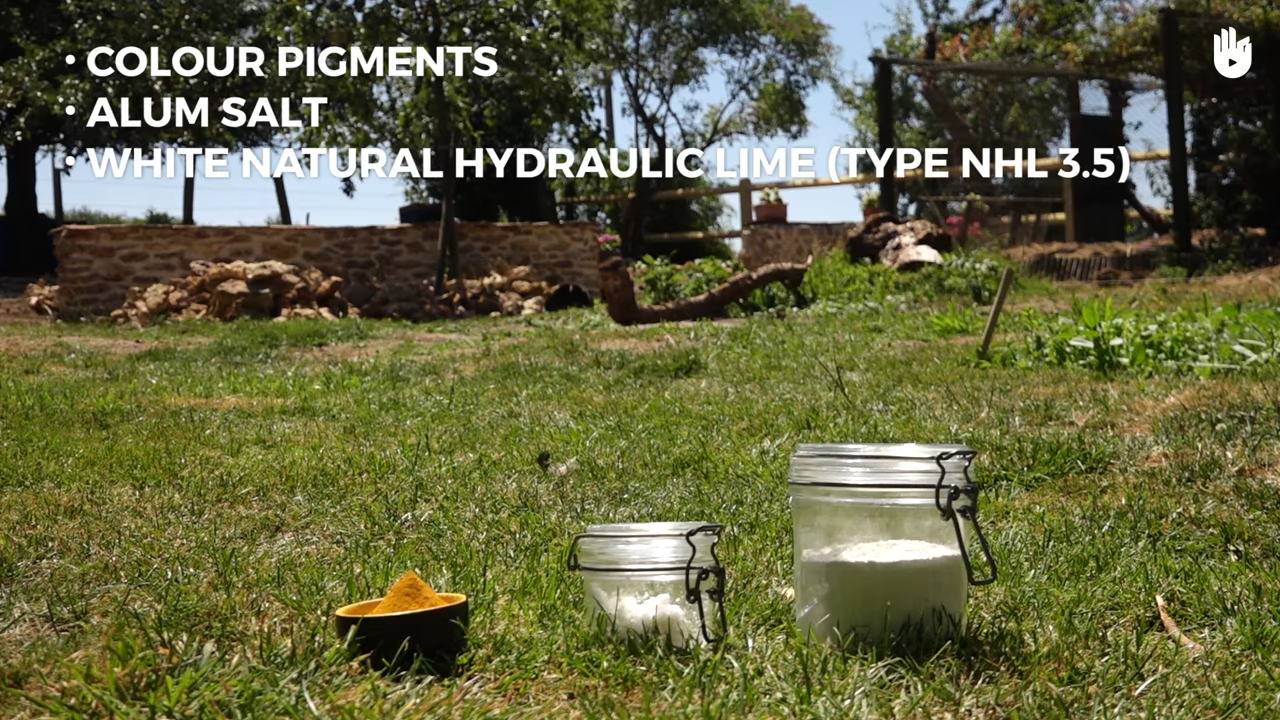 • COLOUR PIGMENTS
• ALUM SALT
• WHITE NATURAL HYDRAULIC LIME (TYPE NHL 3.5)